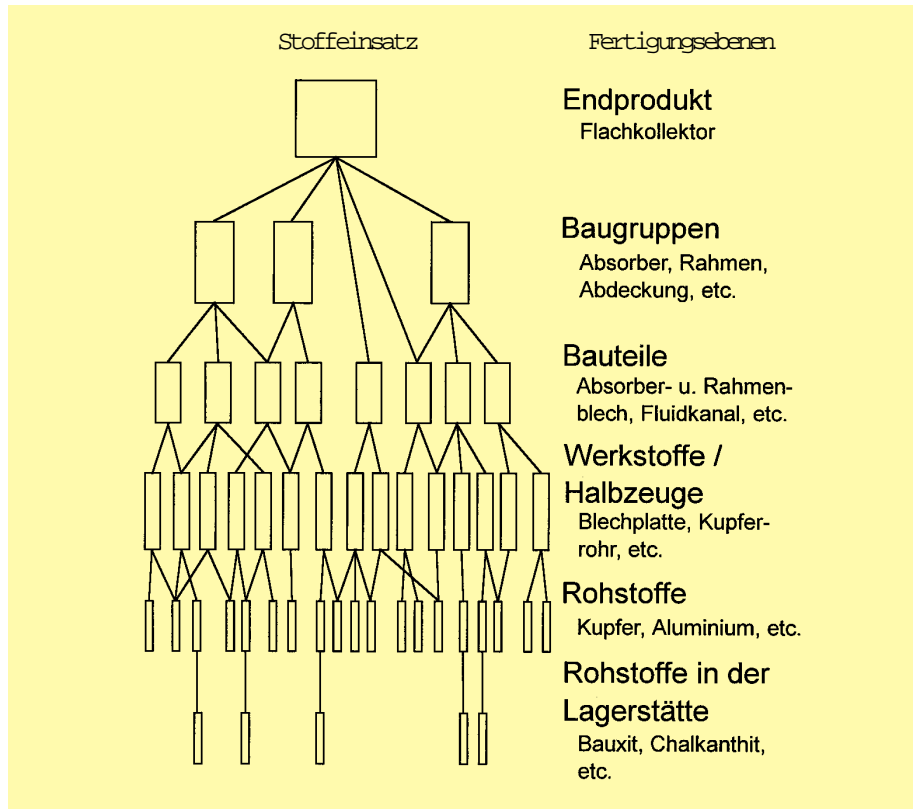 Stoffeinsatz
Fertigungsebenen
Endprodukt
Flachkollektor
Baugruppen
Absorber, Rahmen,
Abdeckung, etc.
Bauteile
Absorber- u. Rahmen-
blech, Fluidkanal, etc.
Werkstoffe /
Halbzeuge
Blechplatte, Kupfer-
rohr, etc.
Rohstoffe
Kupfer, Aluminium, etc.
Rohstoffe in der
Lagerstätte
Bauxit, Chalkanthit,
etc.